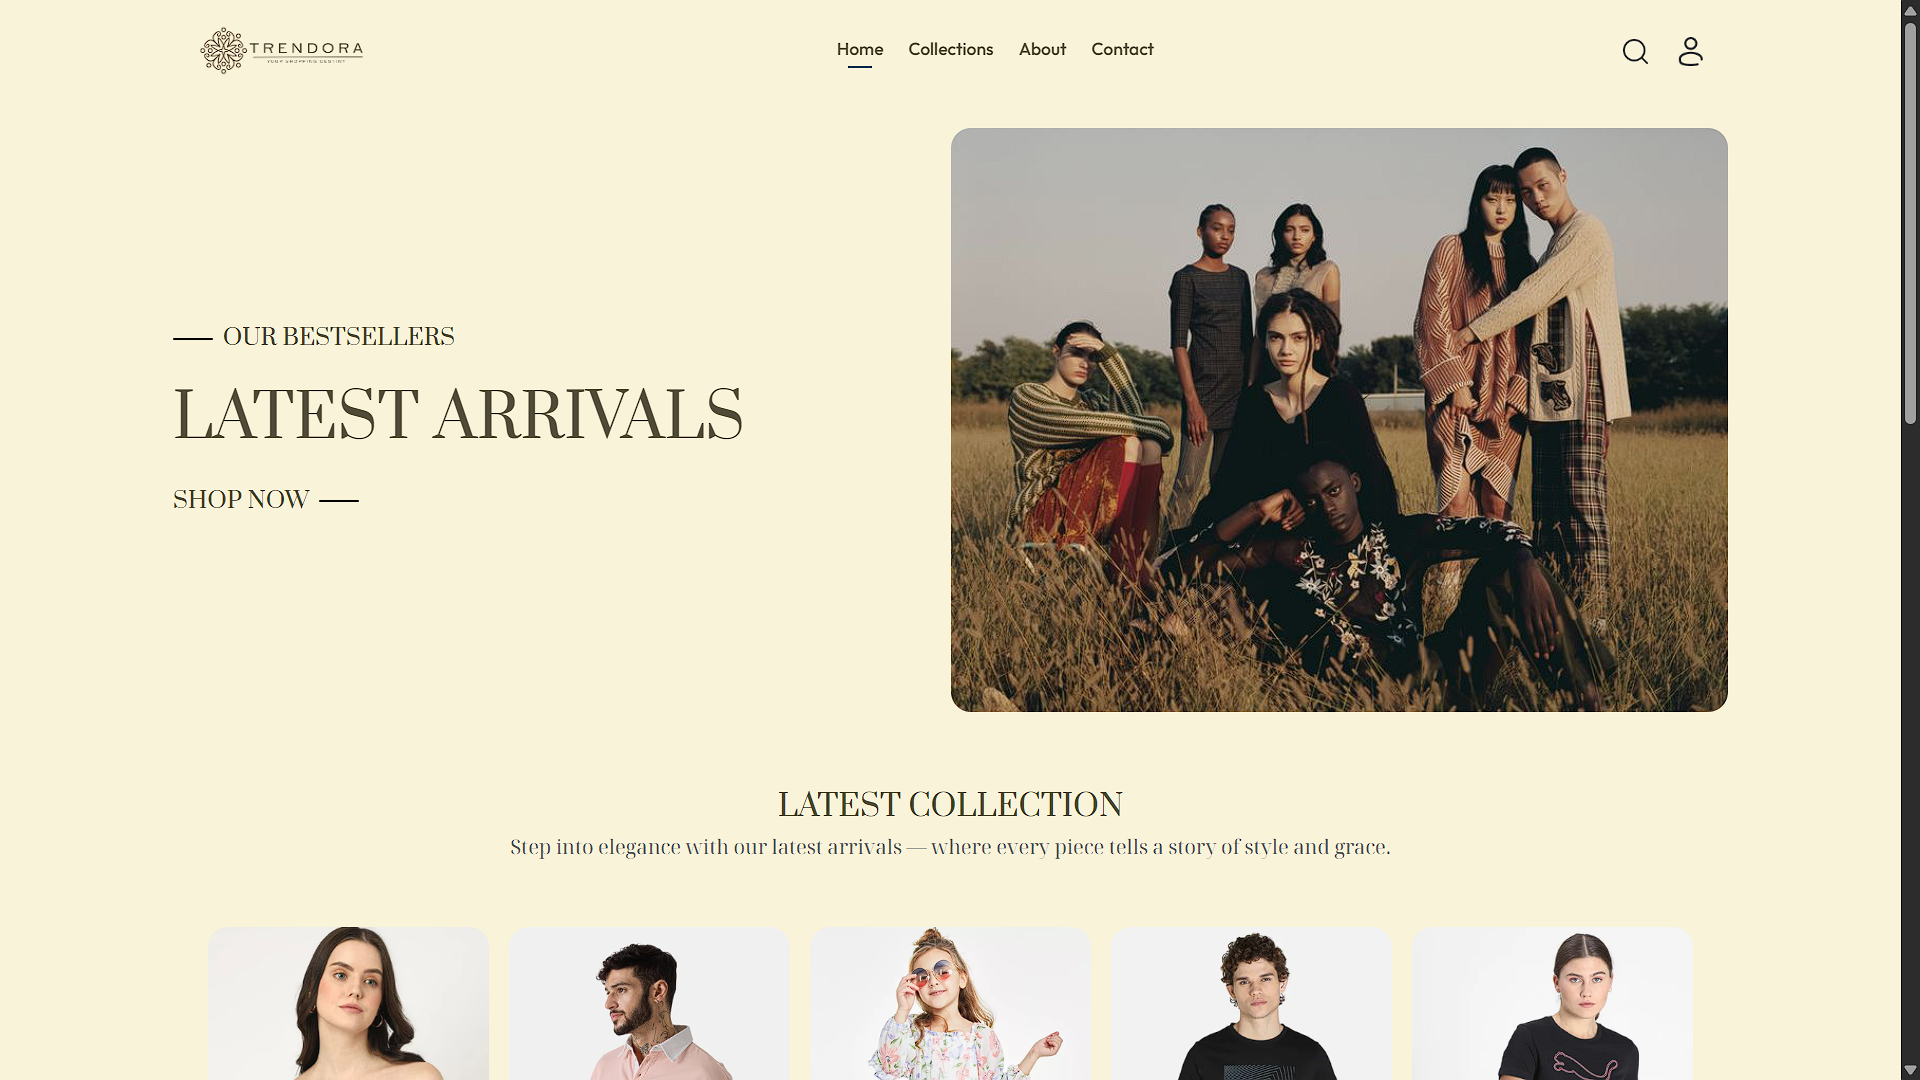 TRENDORA
YOUR SHOPPING DESTINY
Home Collections About Contact
OUR BESTSELLERS
LATEST ARRIVALS
SHOP NOW
LATEST COLLECTION
Step into elegance with our latest arrivals — where every piece tells a story of style and grace.